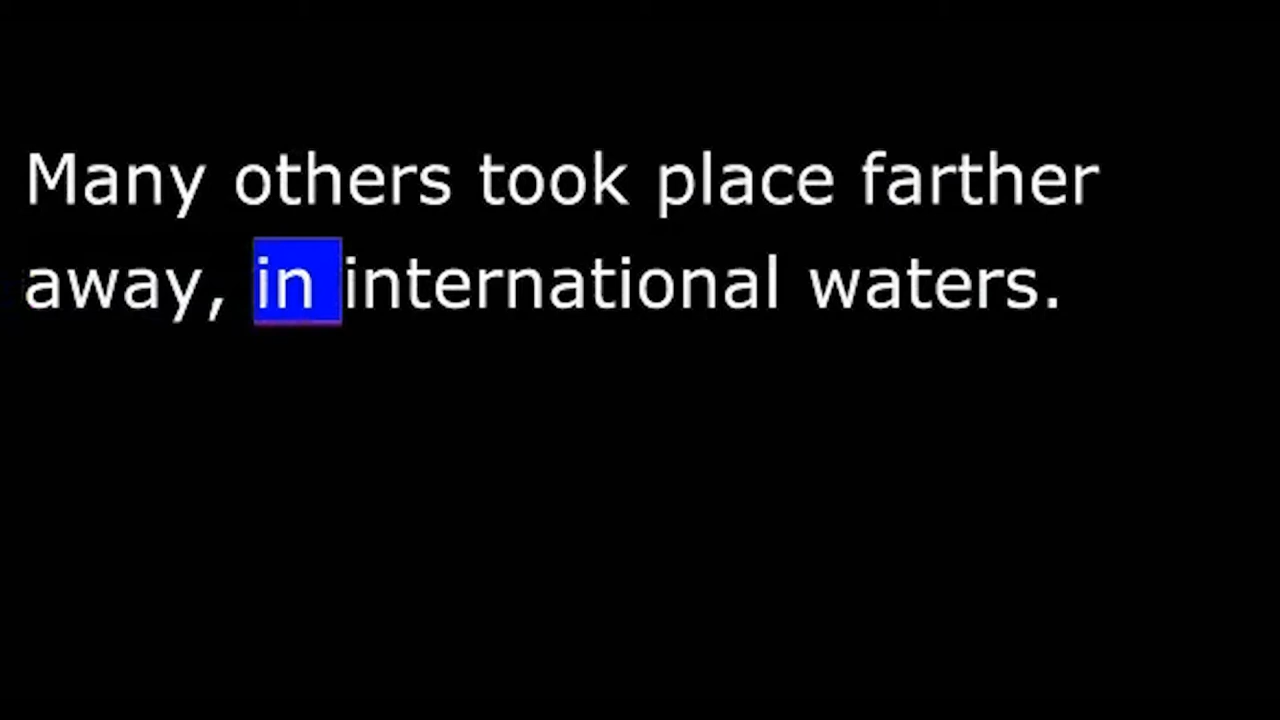 Many others took place farther
away, in international waters.